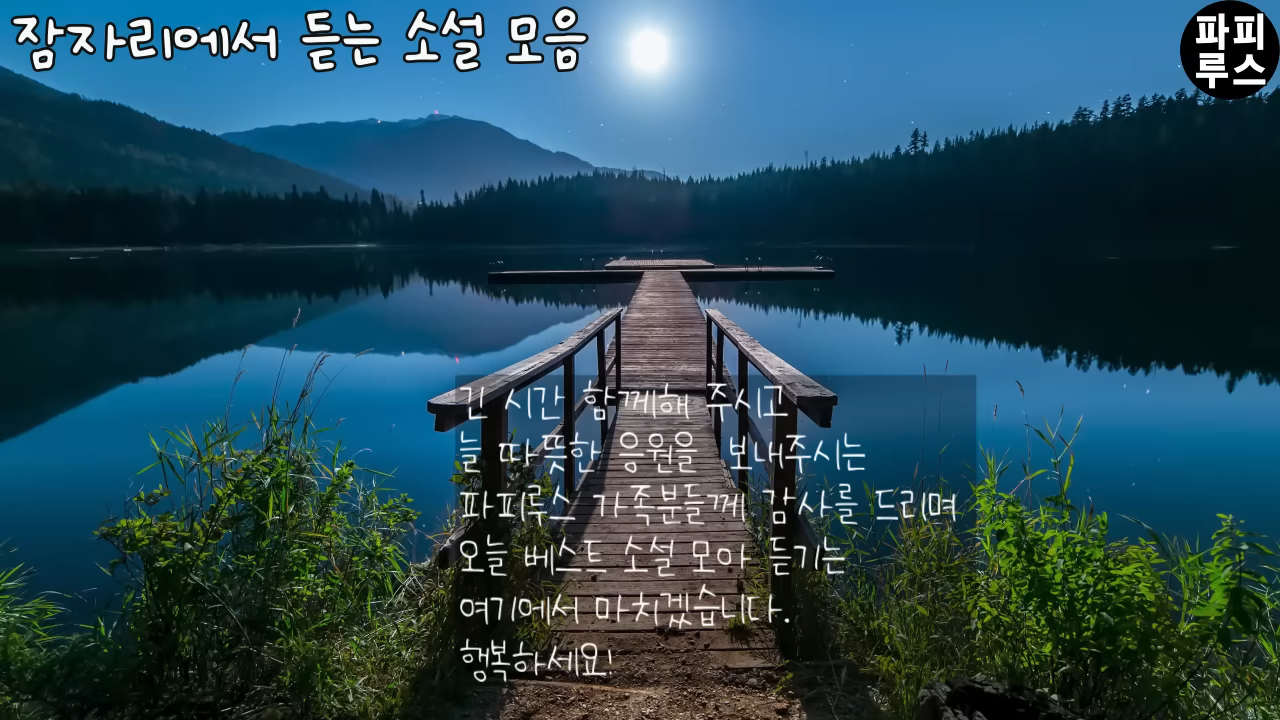 잠자리에서 듣는 소설 모음
파피
루스
긴 시간 함께해 주시고
늘 따뜻한 응원을 보내주시는
파피루스 가족분들께 감사를 드리며
오늘 베스트 소설 모아 듣기는
여기에서 마치겠습니다.
행복하세요!